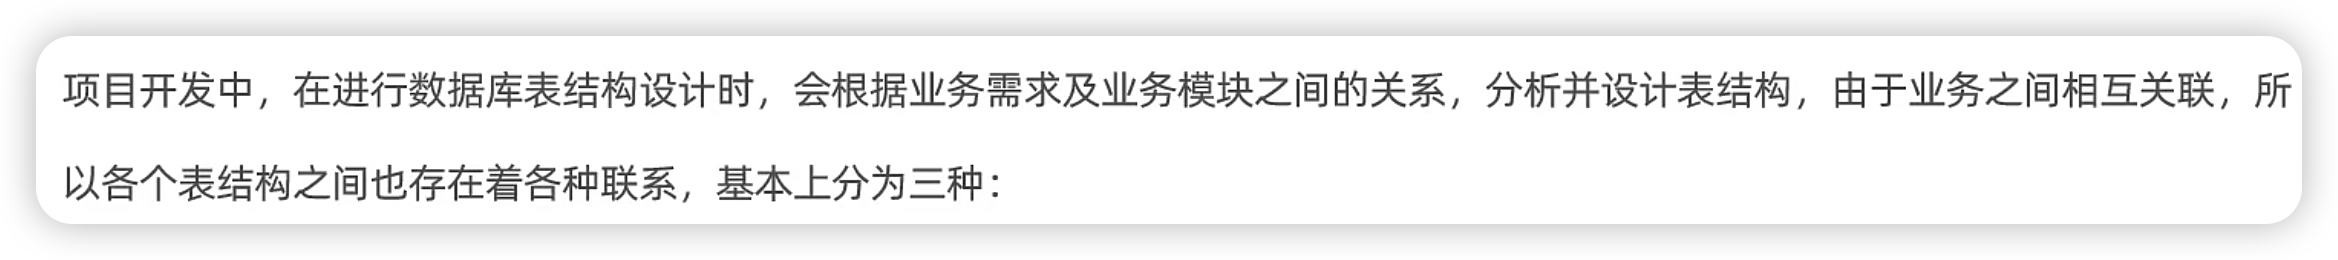 项目开发中，在进行数据库表结构设计时，会根据业务需求及业务模块之间的关系，分析并设计表结构，由于业务之间相互关联，所
以各个表结构之间也存在着各种联系，基本上分为三种：